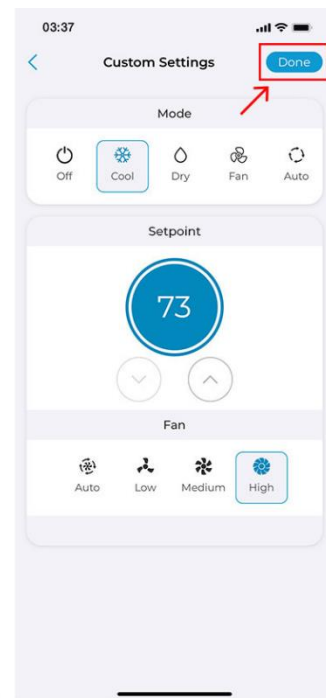 03:37
Custom Settings Done
Mode
Off Cool Dry Fan Auto
Setpoint
73
Fan
Auto Low Medium High